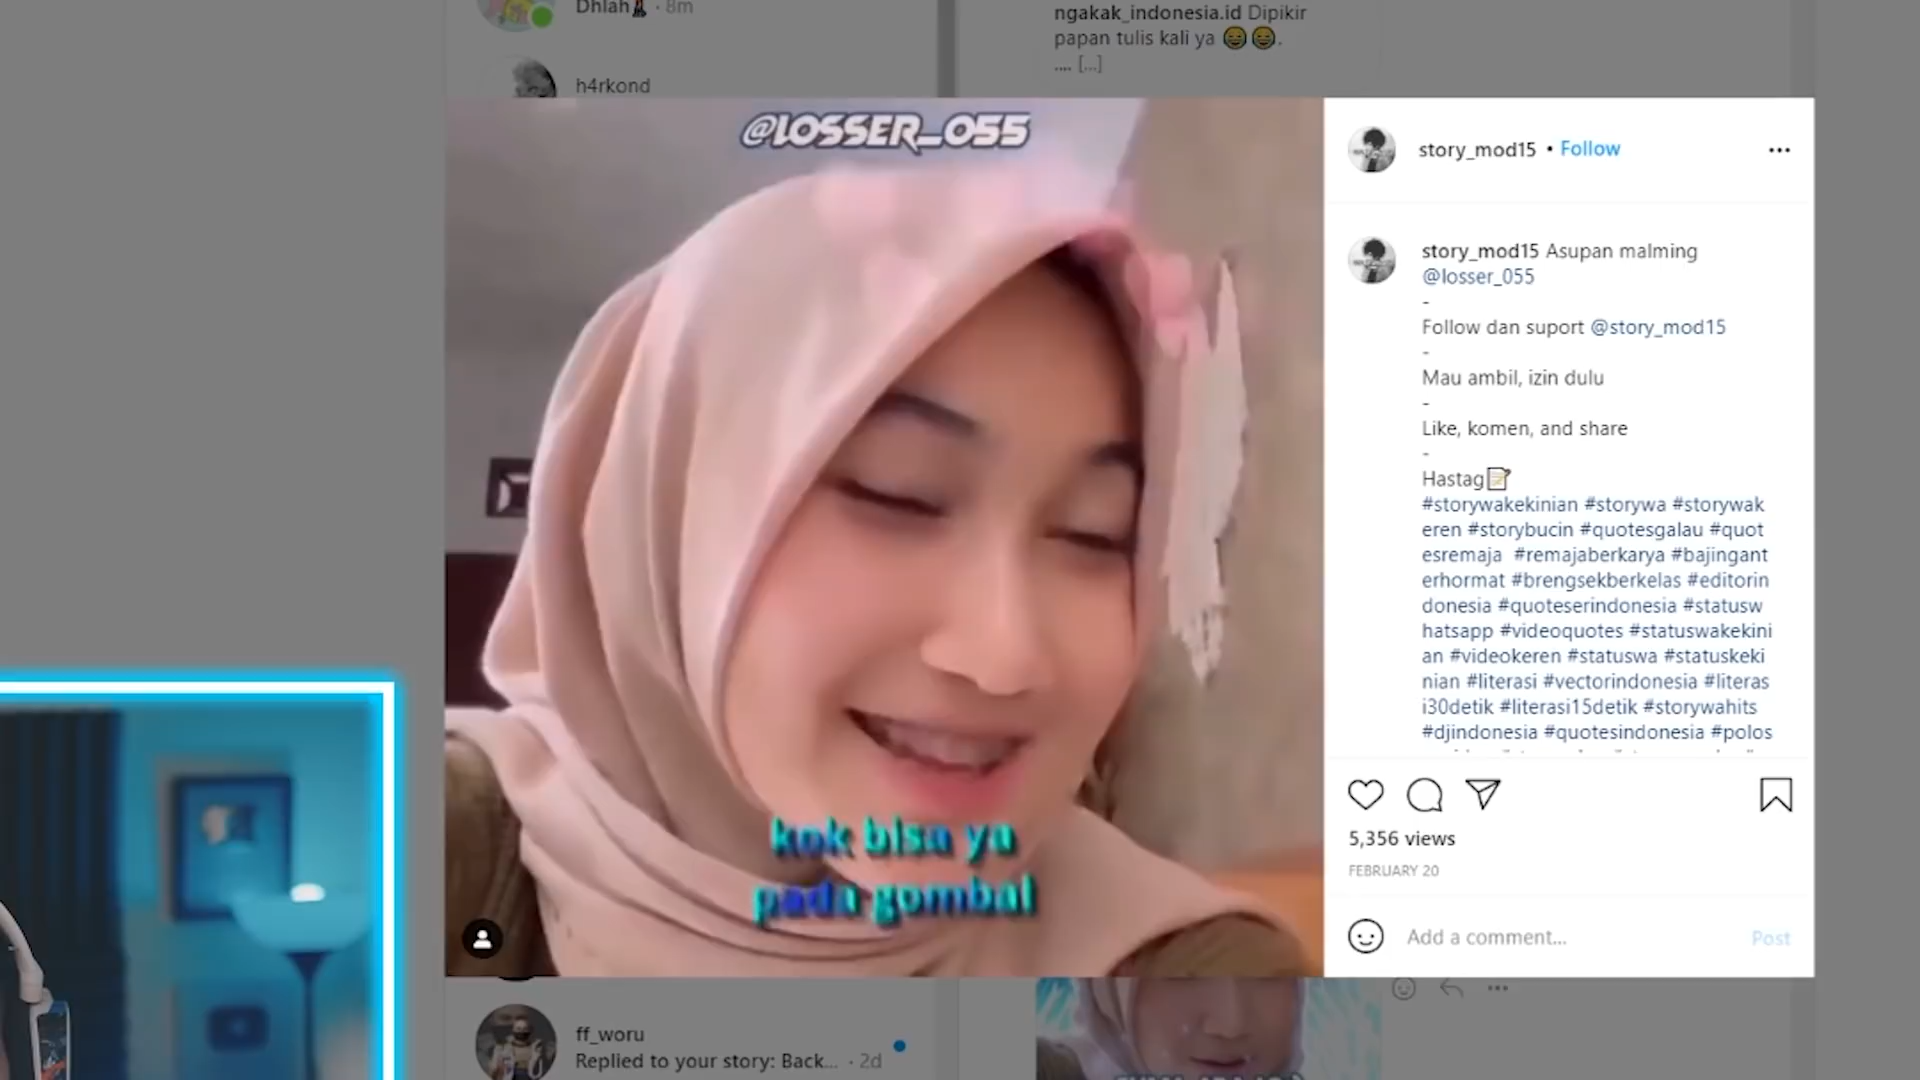 Dhlah · 8m
h4rkond
ngakak_indonesia.id Dipikir
papan tulis kali ya 😆😆.
.... [...]
@LOSSER_055
kok bisa ya
pada gombal
story_mod15 • Follow
story_mod15 Asupan malming
@losser_055
-
Follow dan suport @story_mod15
-
Mau ambil, izin dulu
-
Like, komen, and share
-
Hastag📝
#storywakekinian #storywa #storywak
eren #storybucin #quotesgalau #quot
esremaja #remajaberkarya #bajingant
erhormat #brengsekberkelas #editorin
donesia #quoteserindonesia #statusw
hatsapp #videoquotes #statuswakekini
an #videokeren #statuswa #statuskeki
nian #literasi #vectorindonesia #literas
i30detik #literasi15detik #storywahits
#djindonesia #quotesindonesia #polos
5,356 views
FEBRUARY 20
Add a comment... Post
ff_woru
Replied to your story: Back... · 2d